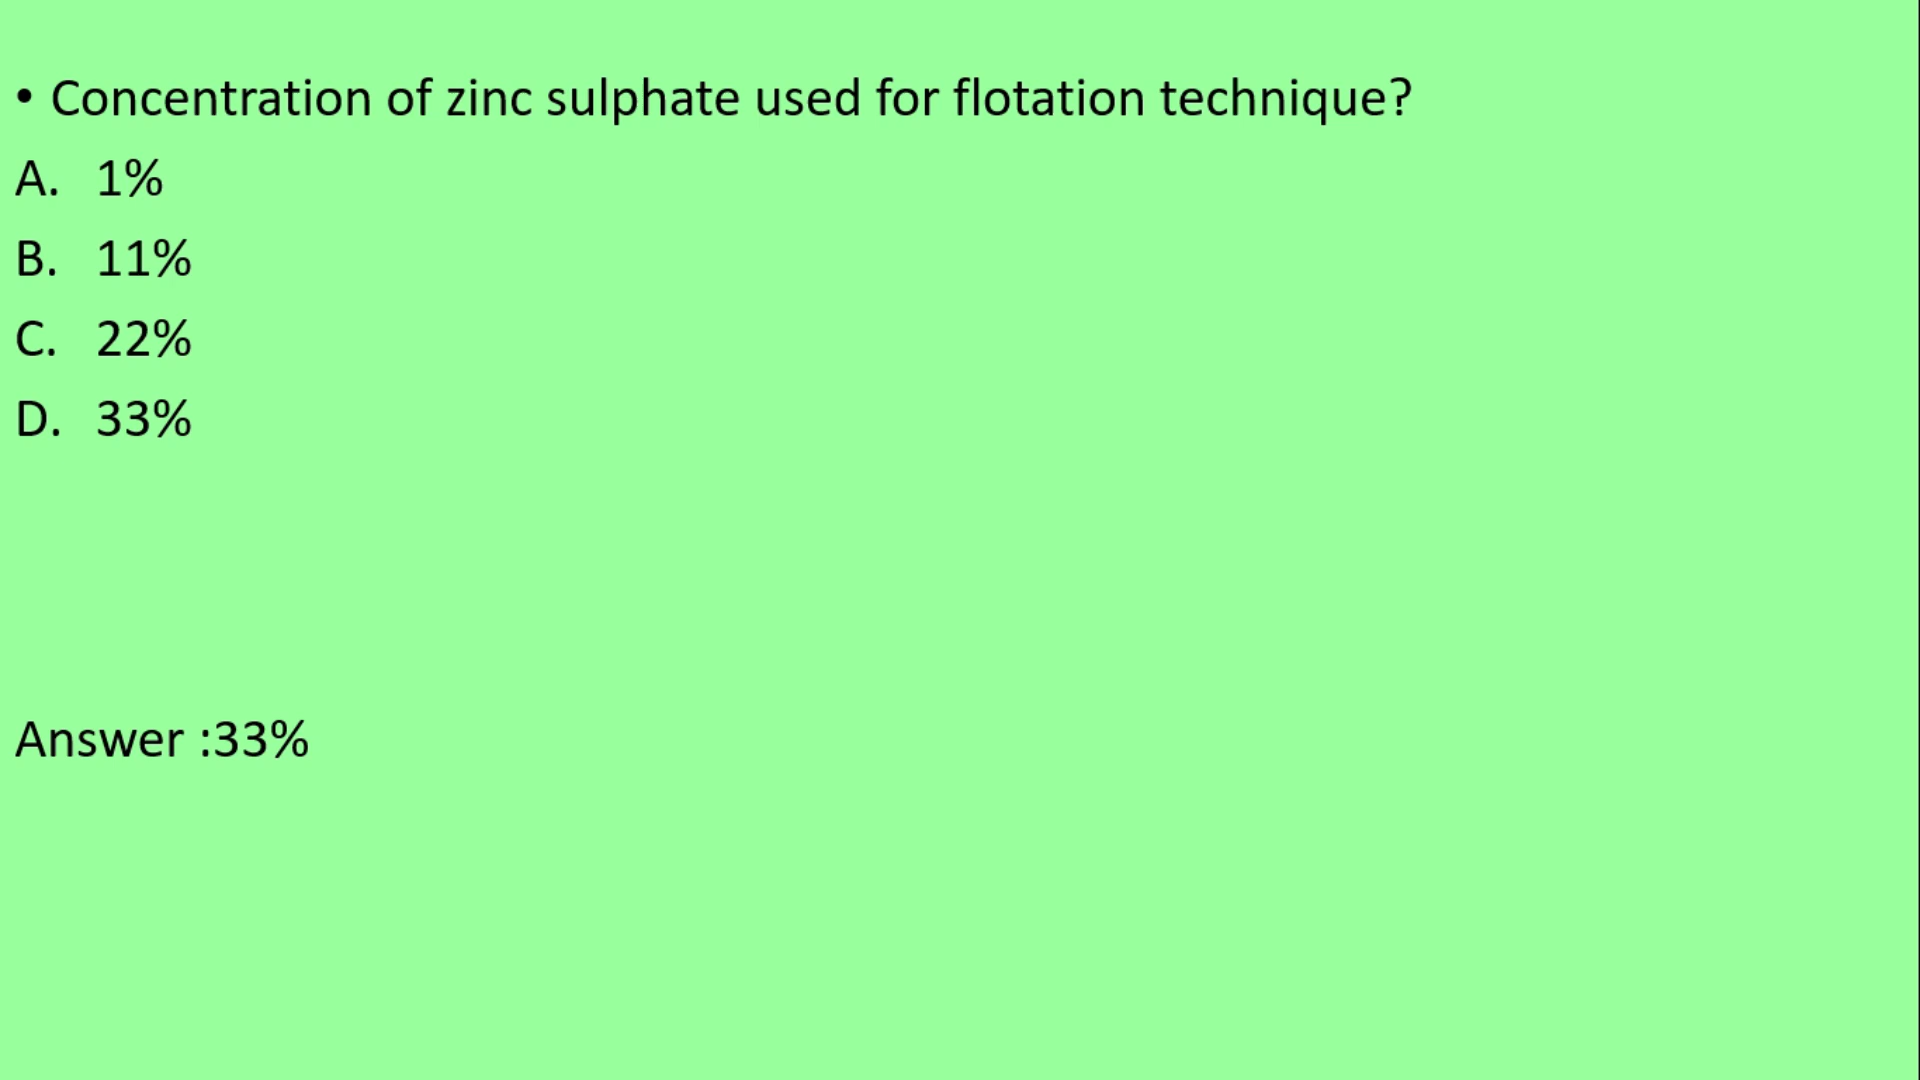 • Concentration of zinc sulphate used for flotation technique?
A. 1%
B. 11%
C. 22%
D. 33%
Answer :33%